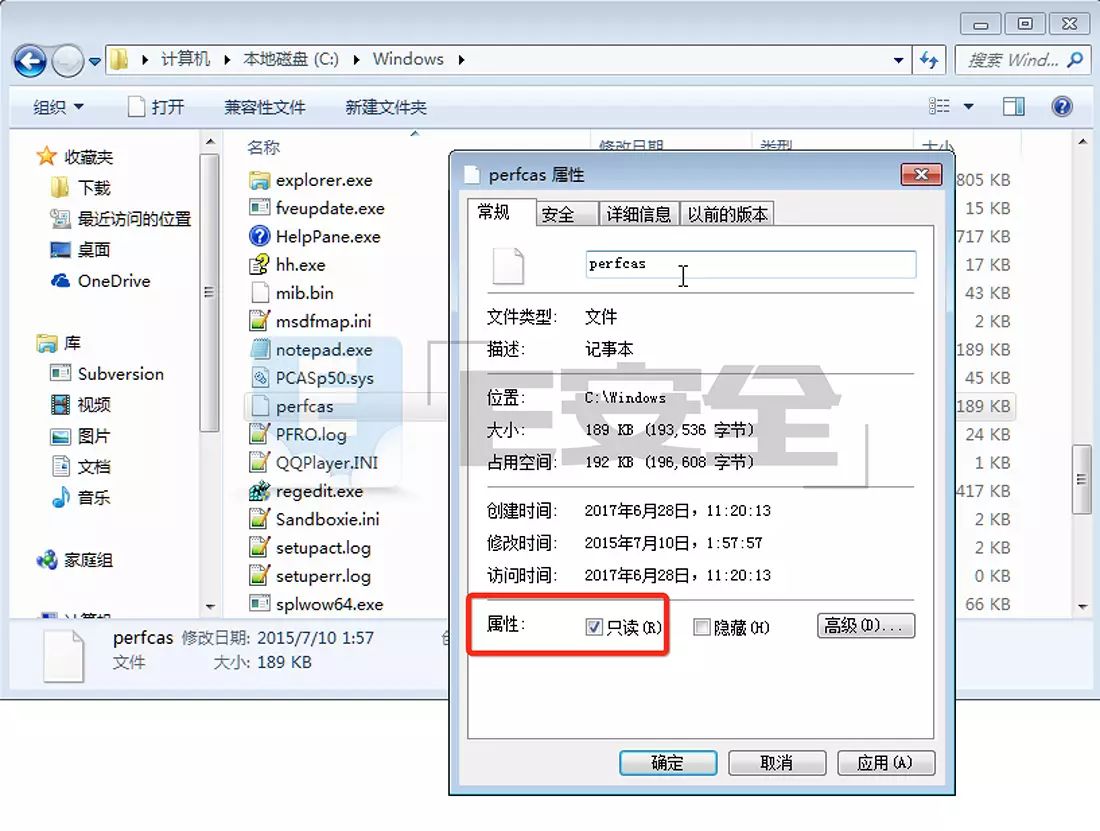 计算机 ▸ 本地磁盘 (C:) ▸ Windows ▸
搜索 Wind...
组织 打开 兼容性文件 新建文件夹
收藏夹
下载
最近访问的位置
桌面
OneDrive
库
Subversion
视频
图片
文档
音乐
家庭组
计算机
名称 修改日期 类型 大小
explorer.exe 805 KB
fveupdate.exe 15 KB
HelpPane.exe 717 KB
hh.exe 17 KB
mib.bin 43 KB
msdfmap.ini 2 KB
notepad.exe 189 KB
PCASp50.sys 45 KB
perfcas 189 KB
PFRO.log 24 KB
QQPlayer.INI 1 KB
regedit.exe 417 KB
Sandboxie.ini 2 KB
setupact.log 2 KB
setuperr.log 0 KB
splwow64.exe 66 KB
perfcas 修改日期: 2015/7/10 1:57
文件 大小: 189 KB
perfcas 属性
常规 安全 详细信息 以前的版本
perfcas
文件类型: 文件
描述: 记事本
位置: C:\Windows
大小: 189 KB (193,536 字节)
占用空间: 192 KB (196,608 字节)
创建时间: 2017年6月28日，11:20:13
修改时间: 2015年7月10日，1:57:57
访问时间: 2017年6月28日，11:20:13
属性: 只读(R) 隐藏(H) 高级(D)...
确定 取消 应用(A)
E安全